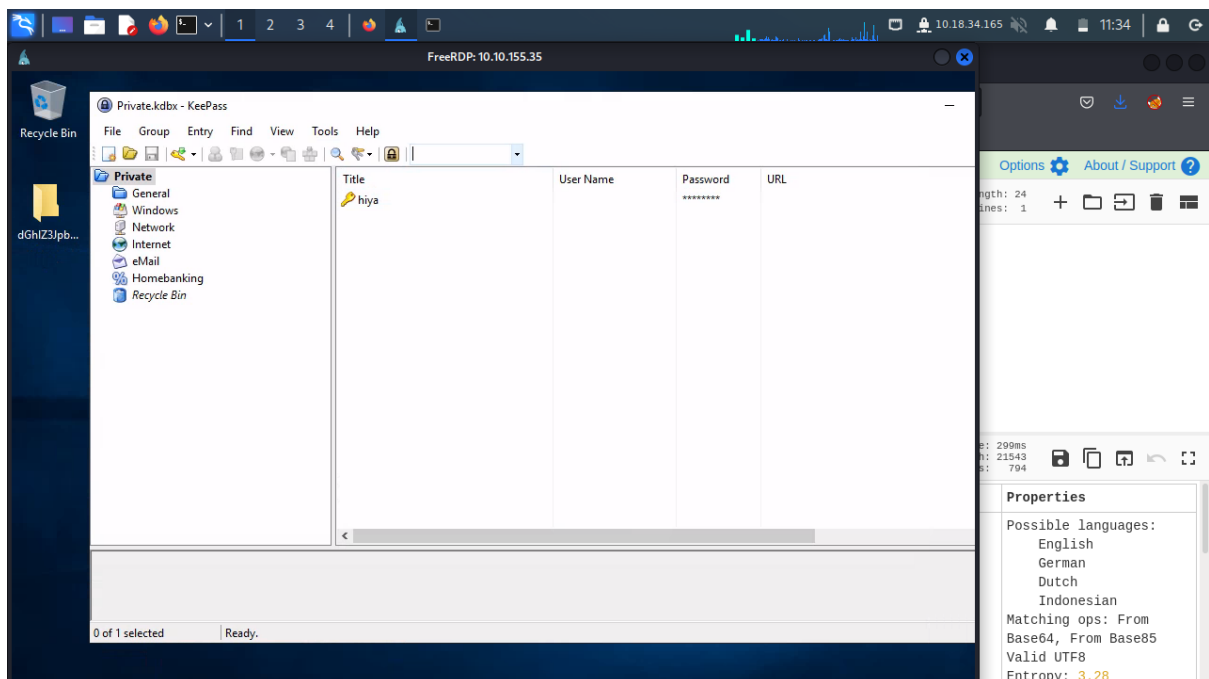 1 2 3 4
10.18.34.165
11:34
FreeRDP: 10.10.155.35
Recycle Bin
dGhlZ3Jpb...
Private.kdbx - KeePass
File Group Entry Find View Tools Help
Private
General
Windows
Network
Internet
eMail
Homebanking
Recycle Bin
Title User Name Password URL
hiya ********
0 of 1 selected Ready.
Options About / Support
ngth: 24
ines: 1
e: 299ms
h: 21543
s: 794
Properties
Possible languages:
English
German
Dutch
Indonesian
Matching ops: From
Base64, From Base85
Valid UTF8
Entropy: 3.28